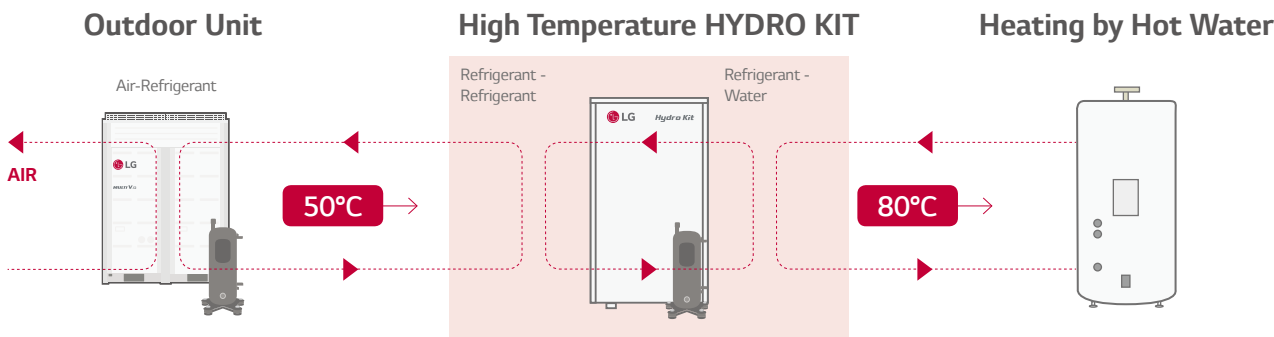 Outdoor Unit
High Temperature HYDRO KIT
Heating by Hot Water
Air-Refrigerant
Refrigerant -
Refrigerant
Refrigerant -
Water
LG
Hydro Kit
LG
MULTI V
AIR
50°C
80°C